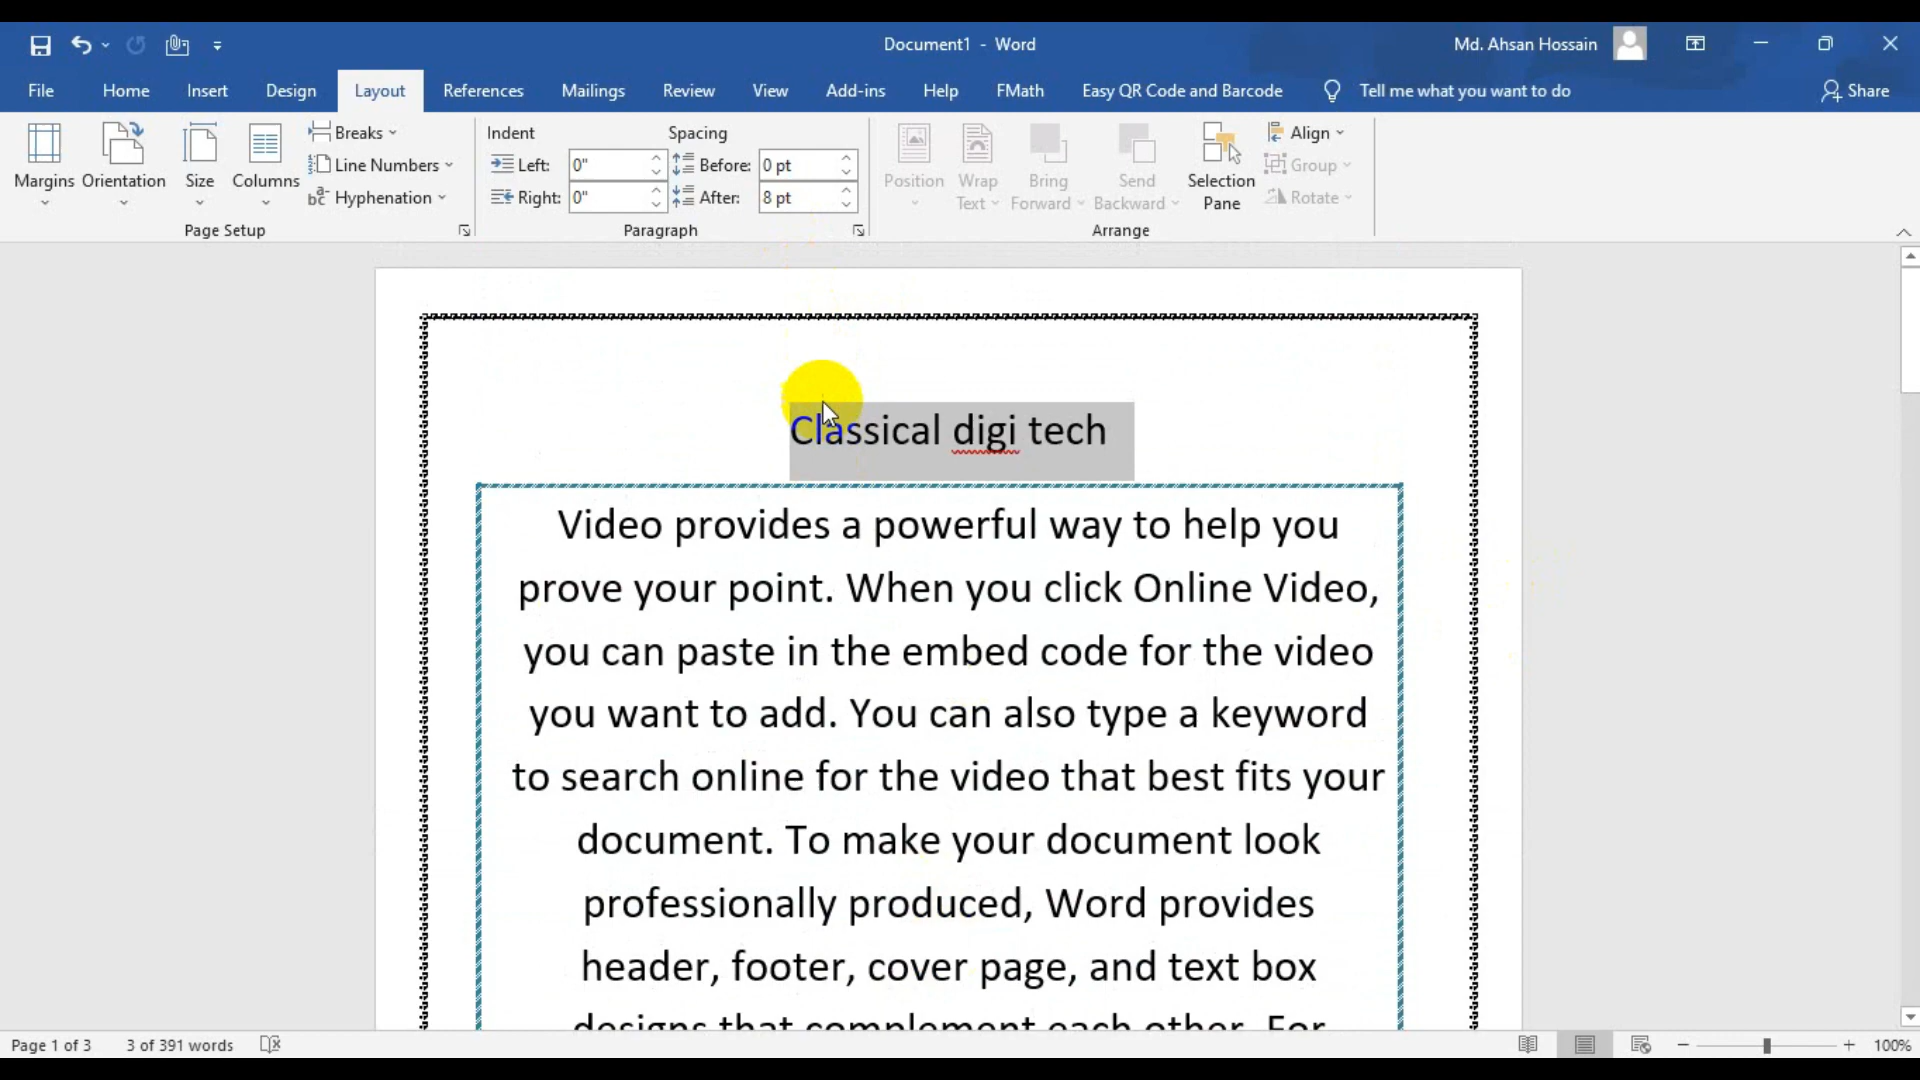 Document1 - Word
Md. Ahsan Hossain
File Home Insert Design Layout References Mailings Review View Add-ins Help FMath Easy QR Code and Barcode Tell me what you want to do Share
Margins Orientation Size Columns
Breaks
Line Numbers
Hyphenation
Page Setup
Indent Spacing
Left: 0" Before: 0 pt
Right: 0" After: 8 pt
Paragraph
Position Wrap Text Bring Forward Send Backward Selection Pane
Align
Group
Rotate
Arrange
Classical digi tech
Video provides a powerful way to help you
prove your point. When you click Online Video,
you can paste in the embed code for the video
you want to add. You can also type a keyword
to search online for the video that best fits your
document. To make your document look
professionally produced, Word provides
header, footer, cover page, and text box
designs that complement each other. For
Page 1 of 3 3 of 391 words 100%